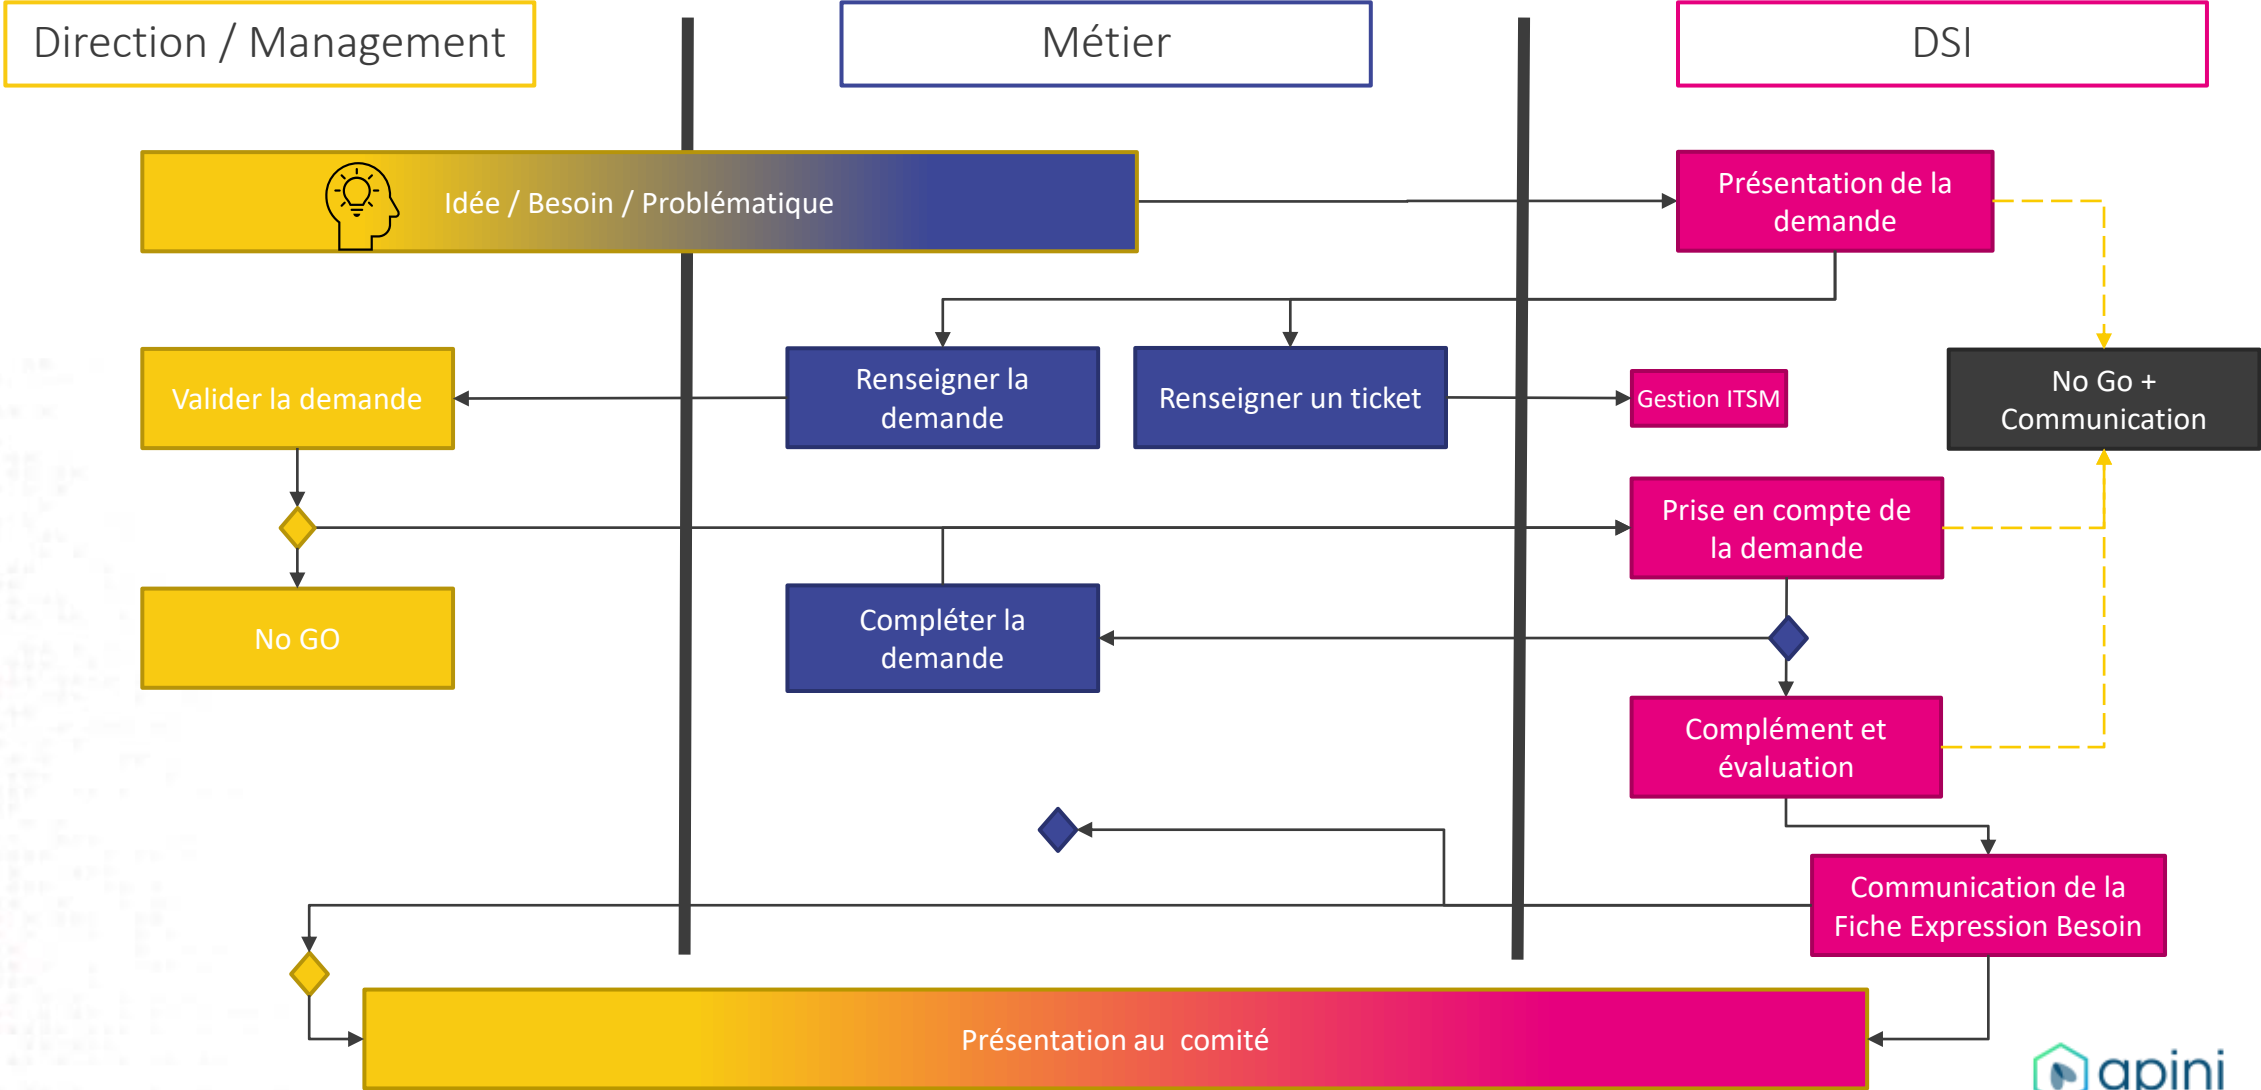 Direction / Management
Métier
DSI
Idée / Besoin / Problématique
Présentation de la
demande
Valider la demande
Renseigner la
demande
Renseigner un ticket
Gestion ITSM
No Go +
Communication
Prise en compte de
la demande
No GO
Compléter la
demande
Complément et
évaluation
Communication de la
Fiche Expression Besoin
Présentation au  comité
apini